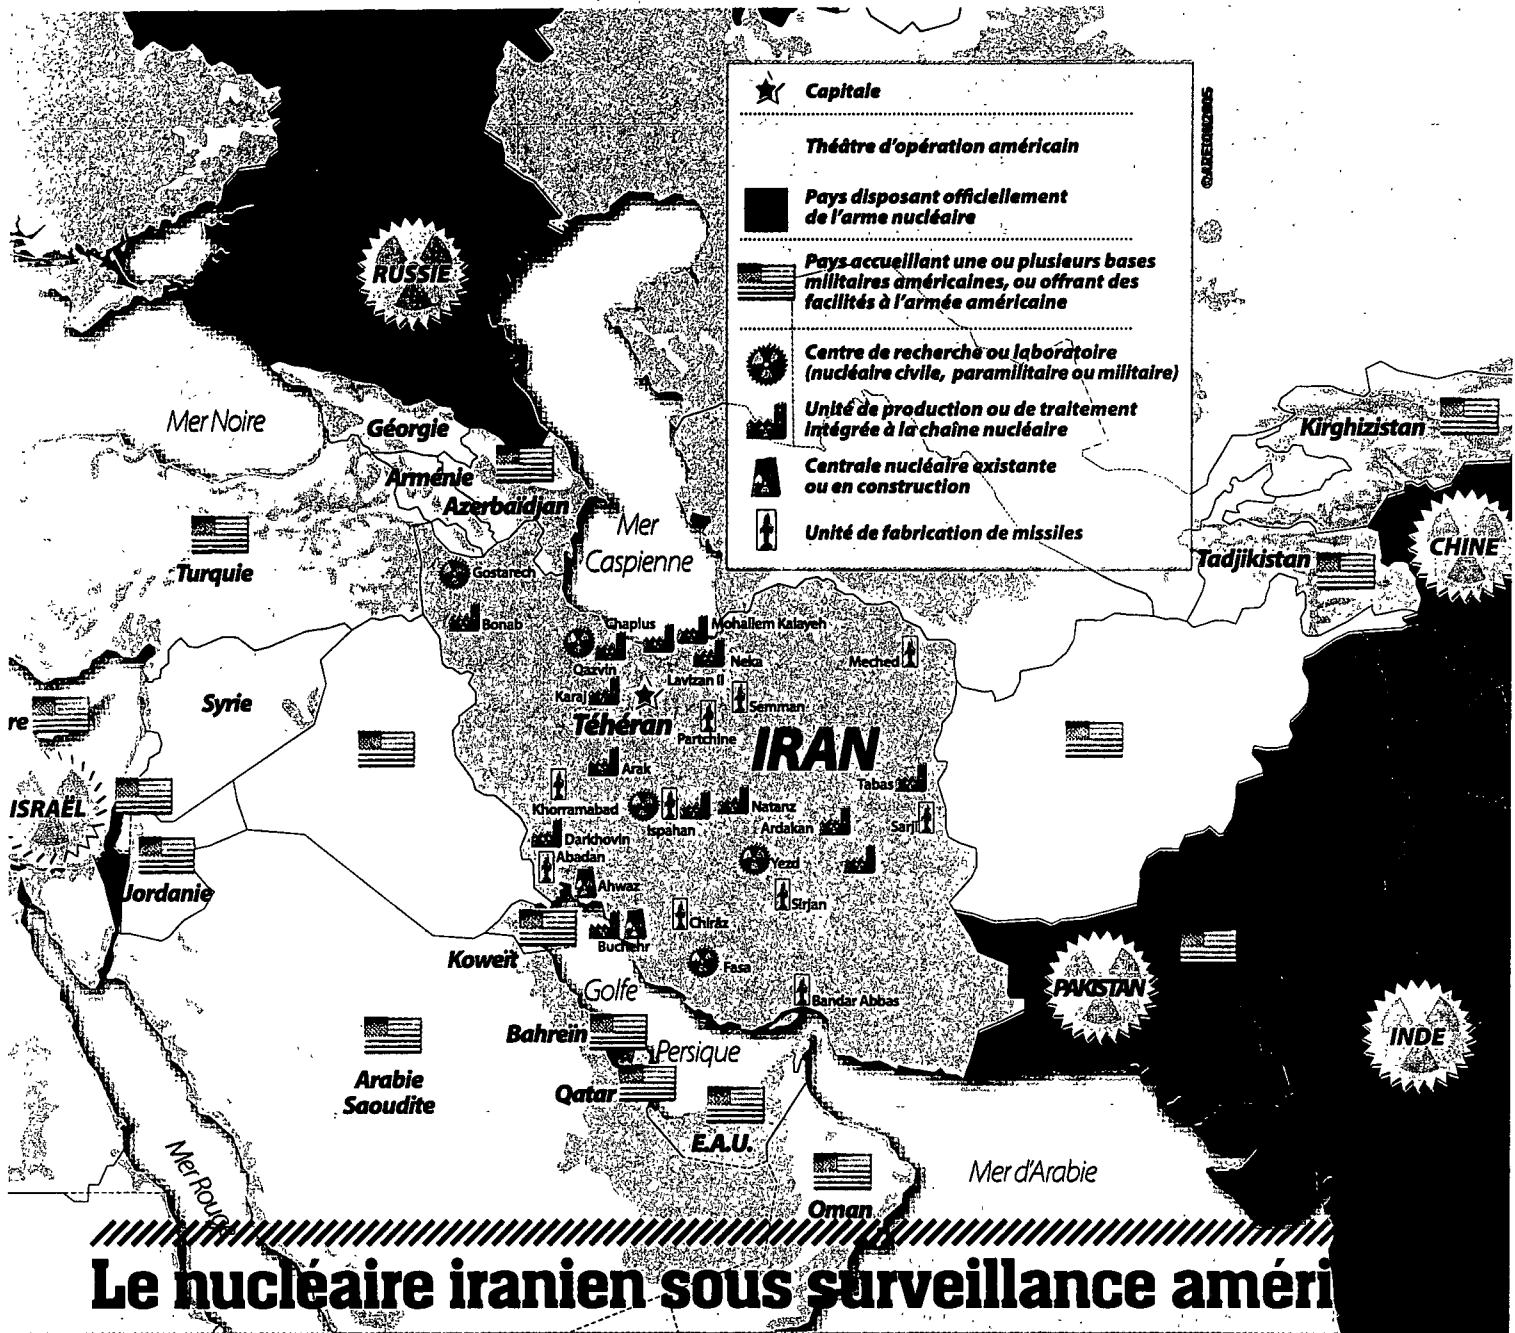 Capitale
Théâtre d'opération américain
Pays disposant officiellement
de l'arme nucléaire
Pays accueillant une ou plusieurs bases
militaires américaines, ou offrant des
facilités à l'armée américaine
Centre de recherche ou laboratoire
(nucléaire civile, paramilitaire ou militaire)
Unité de production ou de traitement
intégrée à la chaîne nucléaire
Centrale nucléaire existante
ou en construction
Unité de fabrication de missiles
RUSSIE
Mer Noire
Géorgie
Arménie
Azerbaïdjan
Mer
Caspienne
Kirghizistan
Tadjikistan
CHINE
Turquie
Gostarech
Bonab
Chaplus
Mohallem Kalayeh
Qazvin
Neka
Lavizan II
Meched
Karaj
Téhéran
Semman
Partchine
IRAN
Syrie
re
ISRAËL
Jordanie
Arak
Khorramabad
Ispahan
Natanz
Tabas
Ardakan
Sarji
Darkhovin
Abadan
Ahwaz
Yezd
Sirjan
Chiraz
Buchehr
Fasa
Koweit
Golfe
Persique
Bandar Abbas
PAKISTAN
INDE
Bahreïn
Qatar
E.A.U.
Arabie
Saoudite
Oman
Mer d'Arabie
Mer Rouge
Le nucléaire iranien sous surveillance améri